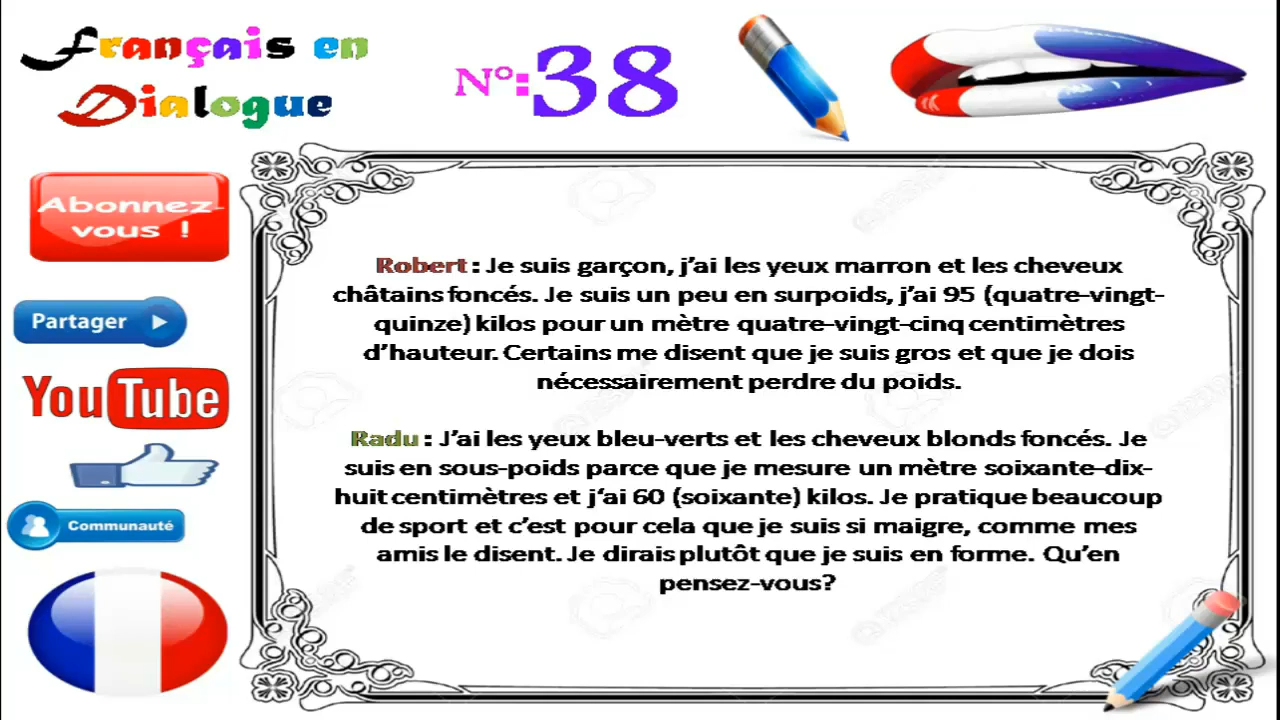 Français en
Dialogue
N°:38
Abonnez-
vous !
Partager
YouTube
Communauté
Robert : Je suis garçon, j’ai les yeux marron et les cheveux
châtains foncés. Je suis un peu en surpoids, j’ai 95 (quatre-vingt-
quinze) kilos pour un mètre quatre-vingt-cinq centimètres
d’hauteur. Certains me disent que je suis gros et que je dois
nécessairement perdre du poids.
Radu : J’ai les yeux bleu-verts et les cheveux blonds foncés. Je
suis en sous-poids parce que je mesure un mètre soixante-dix-
huit centimètres et j‘ai 60 (soixante) kilos. Je pratique beaucoup
de sport et c’est pour cela que je suis si maigre, comme mes
amis le disent. Je dirais plutôt que je suis en forme. Qu’en
pensez-vous?